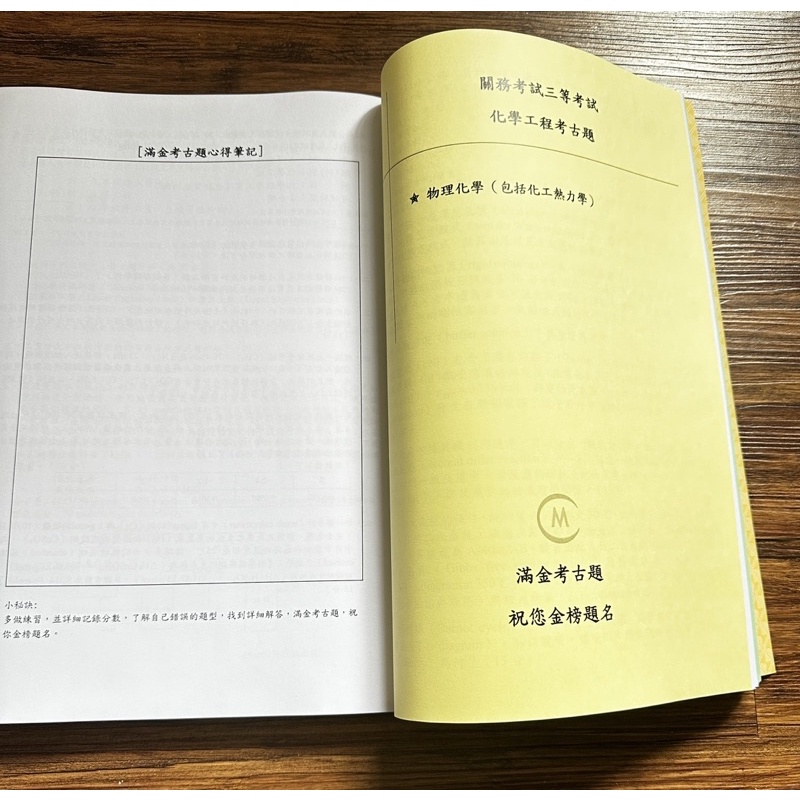 [滿金考古題心得筆記]
小秘訣:
多做練習,並詳細記錄分數,了解自己錯誤的題型,找到詳細解答,滿金考古題,祝
你金榜題名。
關務考試三等考試
化學工程考古題
★ 物理化學(包括化工熱力學)
M
滿金考古題
祝您金榜題名